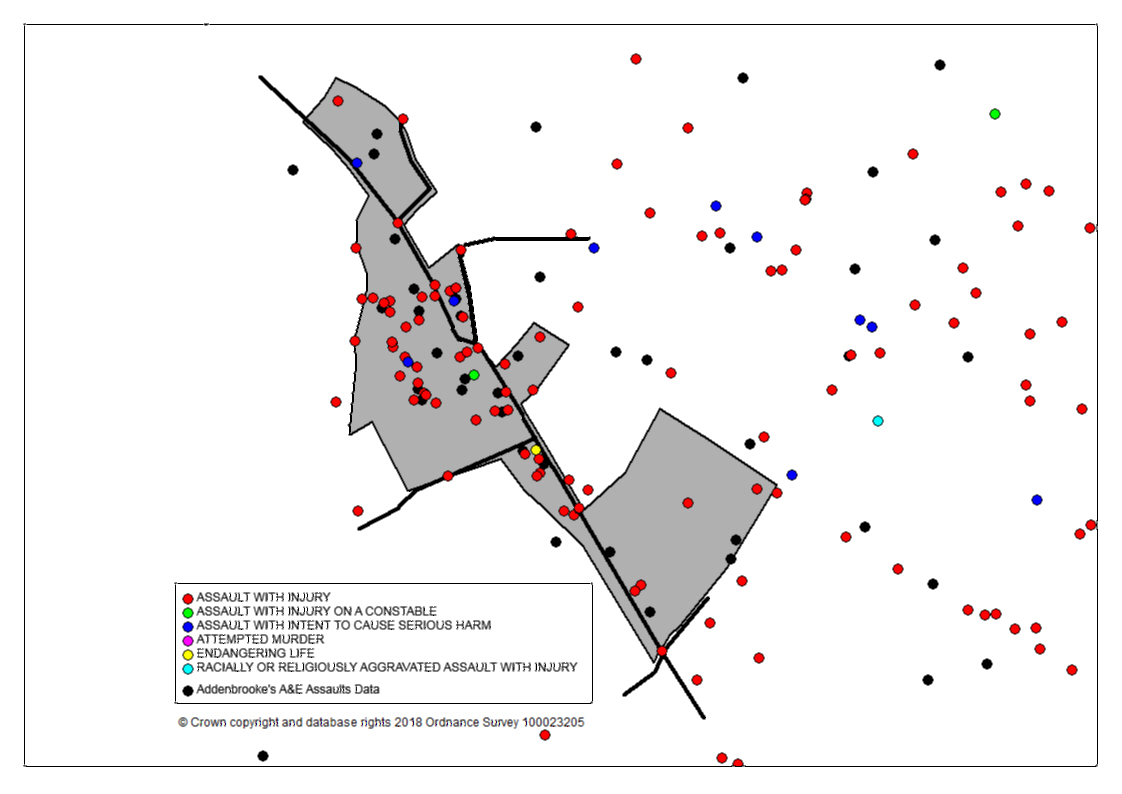 ASSAULT WITH INJURY
ASSAULT WITH INJURY ON A CONSTABLE
ASSAULT WITH INTENT TO CAUSE SERIOUS HARM
ATTEMPTED MURDER
ENDANGERING LIFE
RACIALLY OR RELIGIOUSLY AGGRAVATED ASSAULT WITH INJURY
Addenbrooke's A&E Assaults Data
© Crown copyright and database rights 2018 Ordnance Survey 100023205